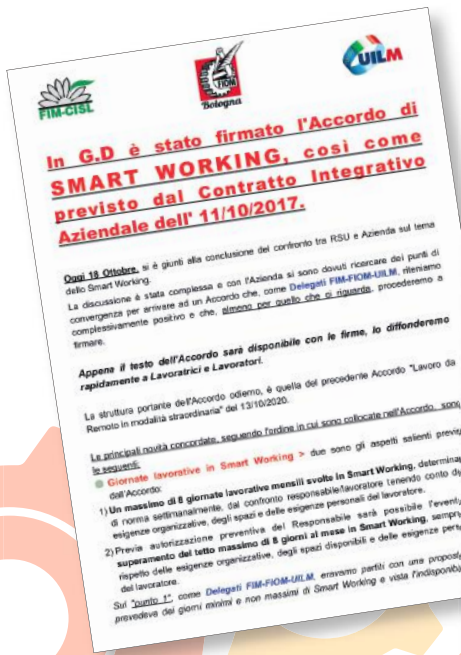 FIM-CISL
FIOM
Bologna
UILM
In G.D è stato firmato l'Accordo di
SMART WORKING, così come
previsto dal Contratto Integrativo
Aziendale dell' 11/10/2017.
Oggi 18 Ottobre, si è giunti alla conclusione del confronto tra RSU e Azienda sul tema
dello Smart Working.
La discussione è stata complessa e con l'Azienda si sono dovuti ricercare dei punti di
convergenza per arrivare ad un Accordo che, come Delegati FIM-FIOM-UILM, riteniamo
complessivamente positivo e che, almeno per quello che ci riguarda, procederemo a
firmare.
Appena il testo dell'Accordo sarà disponibile con le firme, lo diffonderemo
rapidamente a Lavoratrici e Lavoratori.
La struttura portante dell'Accordo odierno, è quella del precedente Accordo "Lavoro da
Remoto in modalità straordinaria" del 13/10/2020.
Le principali novità concordate, seguendo l'ordine in cui sono collocate nell'Accordo, sono
le seguenti:
Giornate lavorative in Smart Working > due sono gli aspetti salienti previs
dall'Accordo:
1) Un massimo di 8 giornate lavorative mensili svolte in Smart Working, determina
di norma settimanalmente, dal confronto responsabile/lavoratore tenendo conto de
esigenze organizzative, degli spazi e delle esigenze personali del lavoratore.
2) Previa autorizzazione preventiva del Responsabile sarà possibile l'eventu
superamento del tetto massimo di 8 giorni al mese in Smart Working, sempre
rispetto delle esigenze organizzative, degli spazi disponibili e delle esigenze pers
del lavoratore.
Sul "punto 1", come Delegati FIM-FIOM-UILM, eravamo partiti con una propost
prevedeva dei giorni minimi e non massimi di Smart Working e vista l'indisponibi